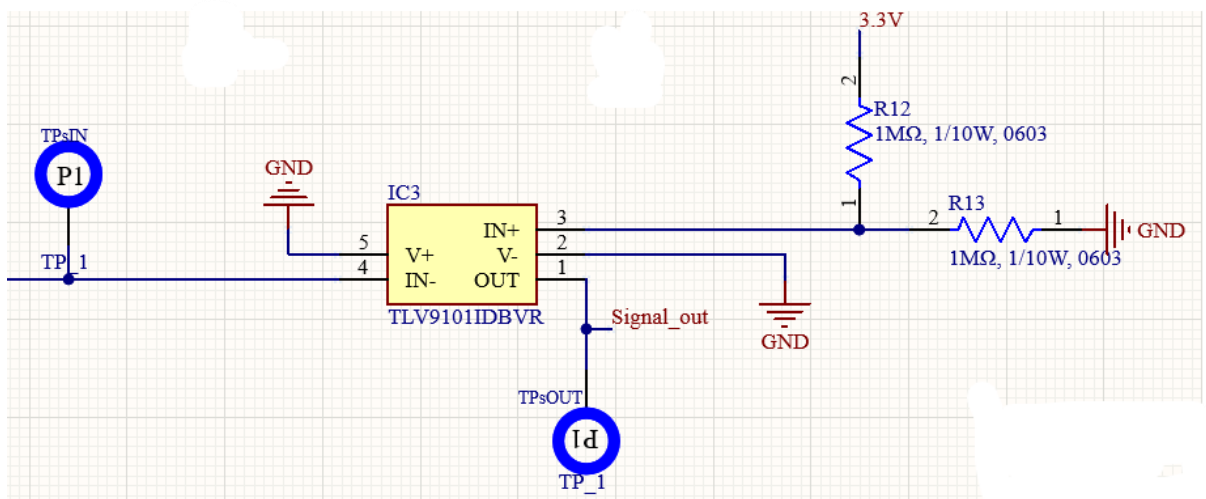 3.3V
2
R12
1MΩ, 1/10W, 0603
1
TPsIN
P1
TP_1
GND
IC3
5
V+
4
IN-
IN+
3
V-
2
OUT
1
TLV9101IDBVR
R13
2
1
GND
1MΩ, 1/10W, 0603
Signal_out
GND
TPsOUT
P1
TP_1